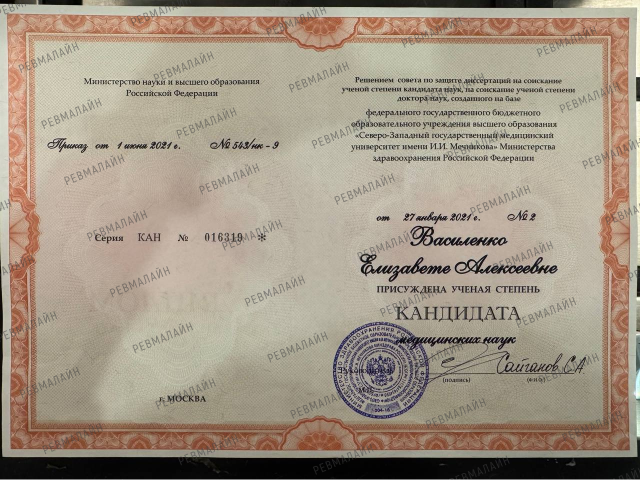 Министерство науки и высшего образования
Российской Федерации
Приказ от 1 июня 2021 г. № 543/нк - 9
Серия КАН № 016319 *
г. МОСКВА
Решением совета по защите диссертаций на соискание
ученой степени кандидата наук, на соискание ученой степени
доктора наук, созданного на базе
федерального государственного бюджетного
образовательного учреждения высшего образования
«Северо-Западный государственный медицинский
университет имени И.И. Мечникова» Министерства
здравоохранения Российской Федерации
от 27 января 2021 г. № 2
Василенко
Елизавете Алексеевне
ПРИСУЖДЕНА УЧЕНАЯ СТЕПЕНЬ
КАНДИДАТА
медицинских наук
Сайганов С.А
(подпись) (ф.и.о)
РЕВМАЛАЙН